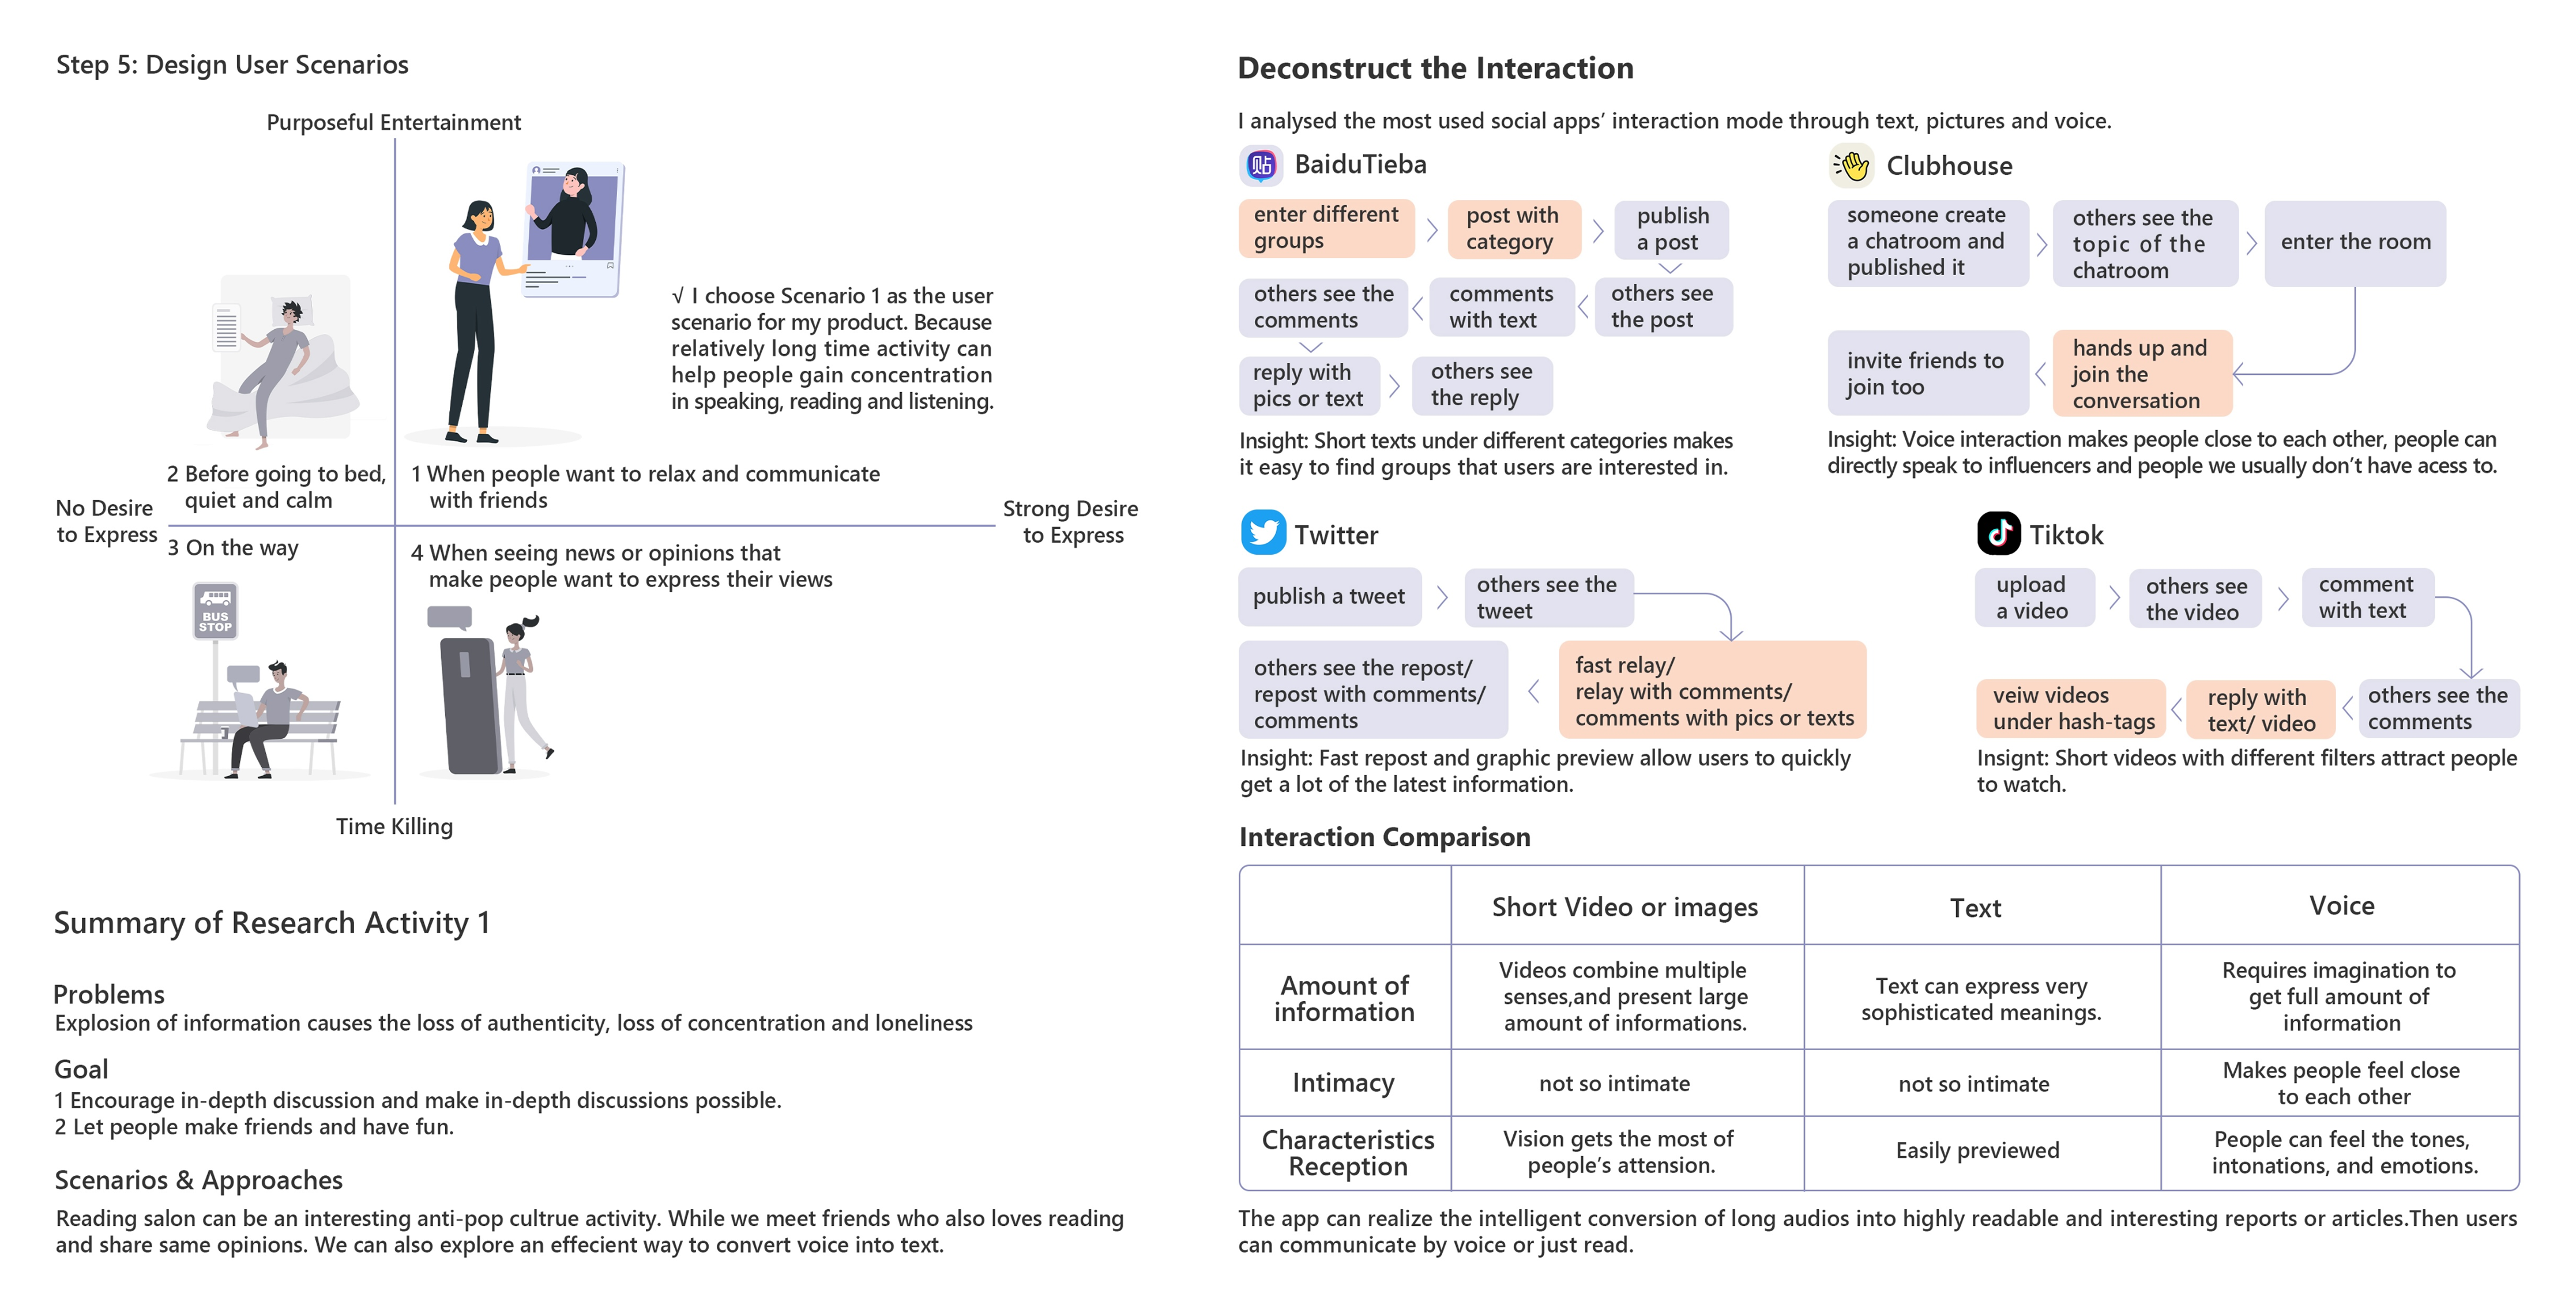 Step 5: Design User Scenarios
Purposeful Entertainment
√ I choose Scenario 1 as the user
scenario for my product. Because
relatively long time activity can
help people gain concentration
in speaking, reading and listening.
2 Before going to bed,
quiet and calm
1 When people want to relax and communicate
with friends
No Desire
to Express
Strong Desire
to Express
3 On the way
4 When seeing news or opinions that
make people want to express their views
BUS
STOP
Time Killing
Summary of Research Activity 1
Problems
Explosion of information causes the loss of authenticity, loss of concentration and loneliness
Goal
1 Encourage in-depth discussion and make in-depth discussions possible.
2 Let people make friends and have fun.
Scenarios & Approaches
Reading salon can be an interesting anti-pop cultrue activity. While we meet friends who also loves reading
and share same opinions. We can also explore an effecient way to convert voice into text.
Deconstruct the Interaction
I analysed the most used social apps’ interaction mode through text, pictures and voice.
贴
BaiduTieba
enter different
groups
post with
category
publish
a post
others see the
comments
comments
with text
others see
the post
reply with
pics or text
others see
the reply
Insight: Short texts under different categories makes
it easy to find groups that users are interested in.
Clubhouse
someone create
a chatroom and
published it
others see the
topic of the
chatroom
enter the room
invite friends to
join too
hands up and
join the
conversation
Insight: Voice interaction makes people close to each other, people can
directly speak to influencers and people we usually don’t have acess to.
Twitter
publish a tweet
others see the
tweet
others see the repost/
repost with comments/
comments
fast relay/
relay with comments/
comments with pics or texts
Insight: Fast repost and graphic preview allow users to quickly
get a lot of the latest information.
Tiktok
upload
a video
others see
the video
comment
with text
veiw videos
under hash-tags
reply with
text/ video
others see the
comments
Insignt: Short videos with different filters attract people
to watch.
Interaction Comparison
Short Video or images
Text
Voice
Amount of
information
Videos combine multiple
senses,and present large
amount of informations.
Text can express very
sophisticated meanings.
Requires imagination to
get full amount of
information
Intimacy
not so intimate
not so intimate
Makes people feel close
to each other
Characteristics
Reception
Vision gets the most of
people’s attension.
Easily previewed
People can feel the tones,
intonations, and emotions.
The app can realize the intelligent conversion of long audios into highly readable and interesting reports or articles.Then users
can communicate by voice or just read.